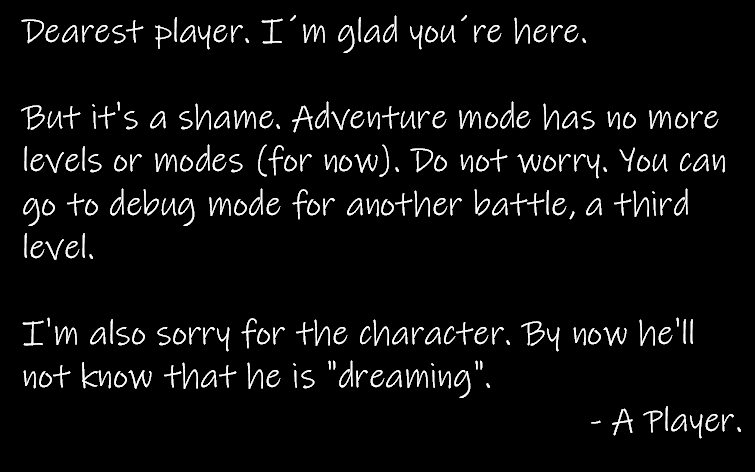 Dearest player. I´m glad you´re here.
But it's a shame. Adventure mode has no more
levels or modes (for now). Do not worry. You can
go to debug mode for another battle, a third
level.
I'm also sorry for the character. By now he'll
not know that he is "dreaming".
- A Player.